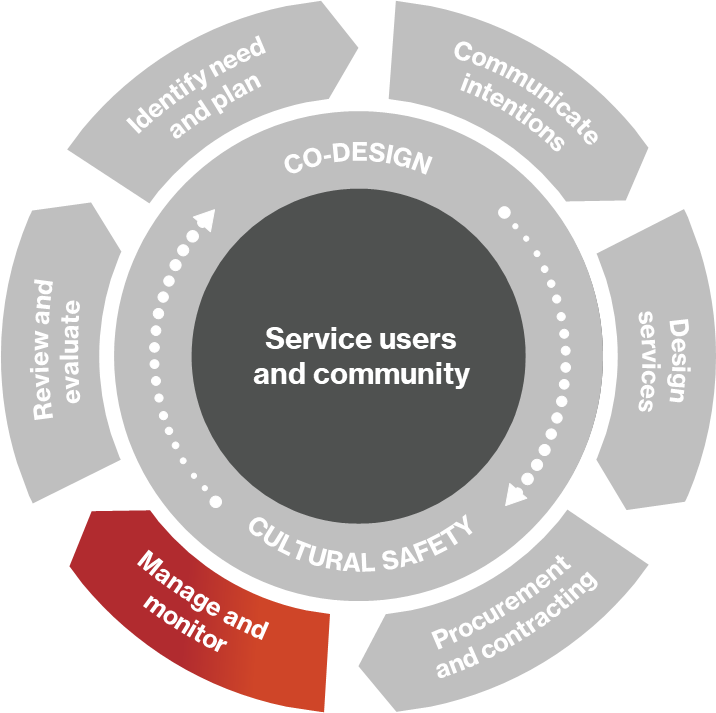 Identify need
and plan
Communicate
intentions
Design
services
Procurement
and contracting
Manage and
monitor
Review and
evaluate
CO-DESIGN
Service users
and community
CULTURAL SAFETY